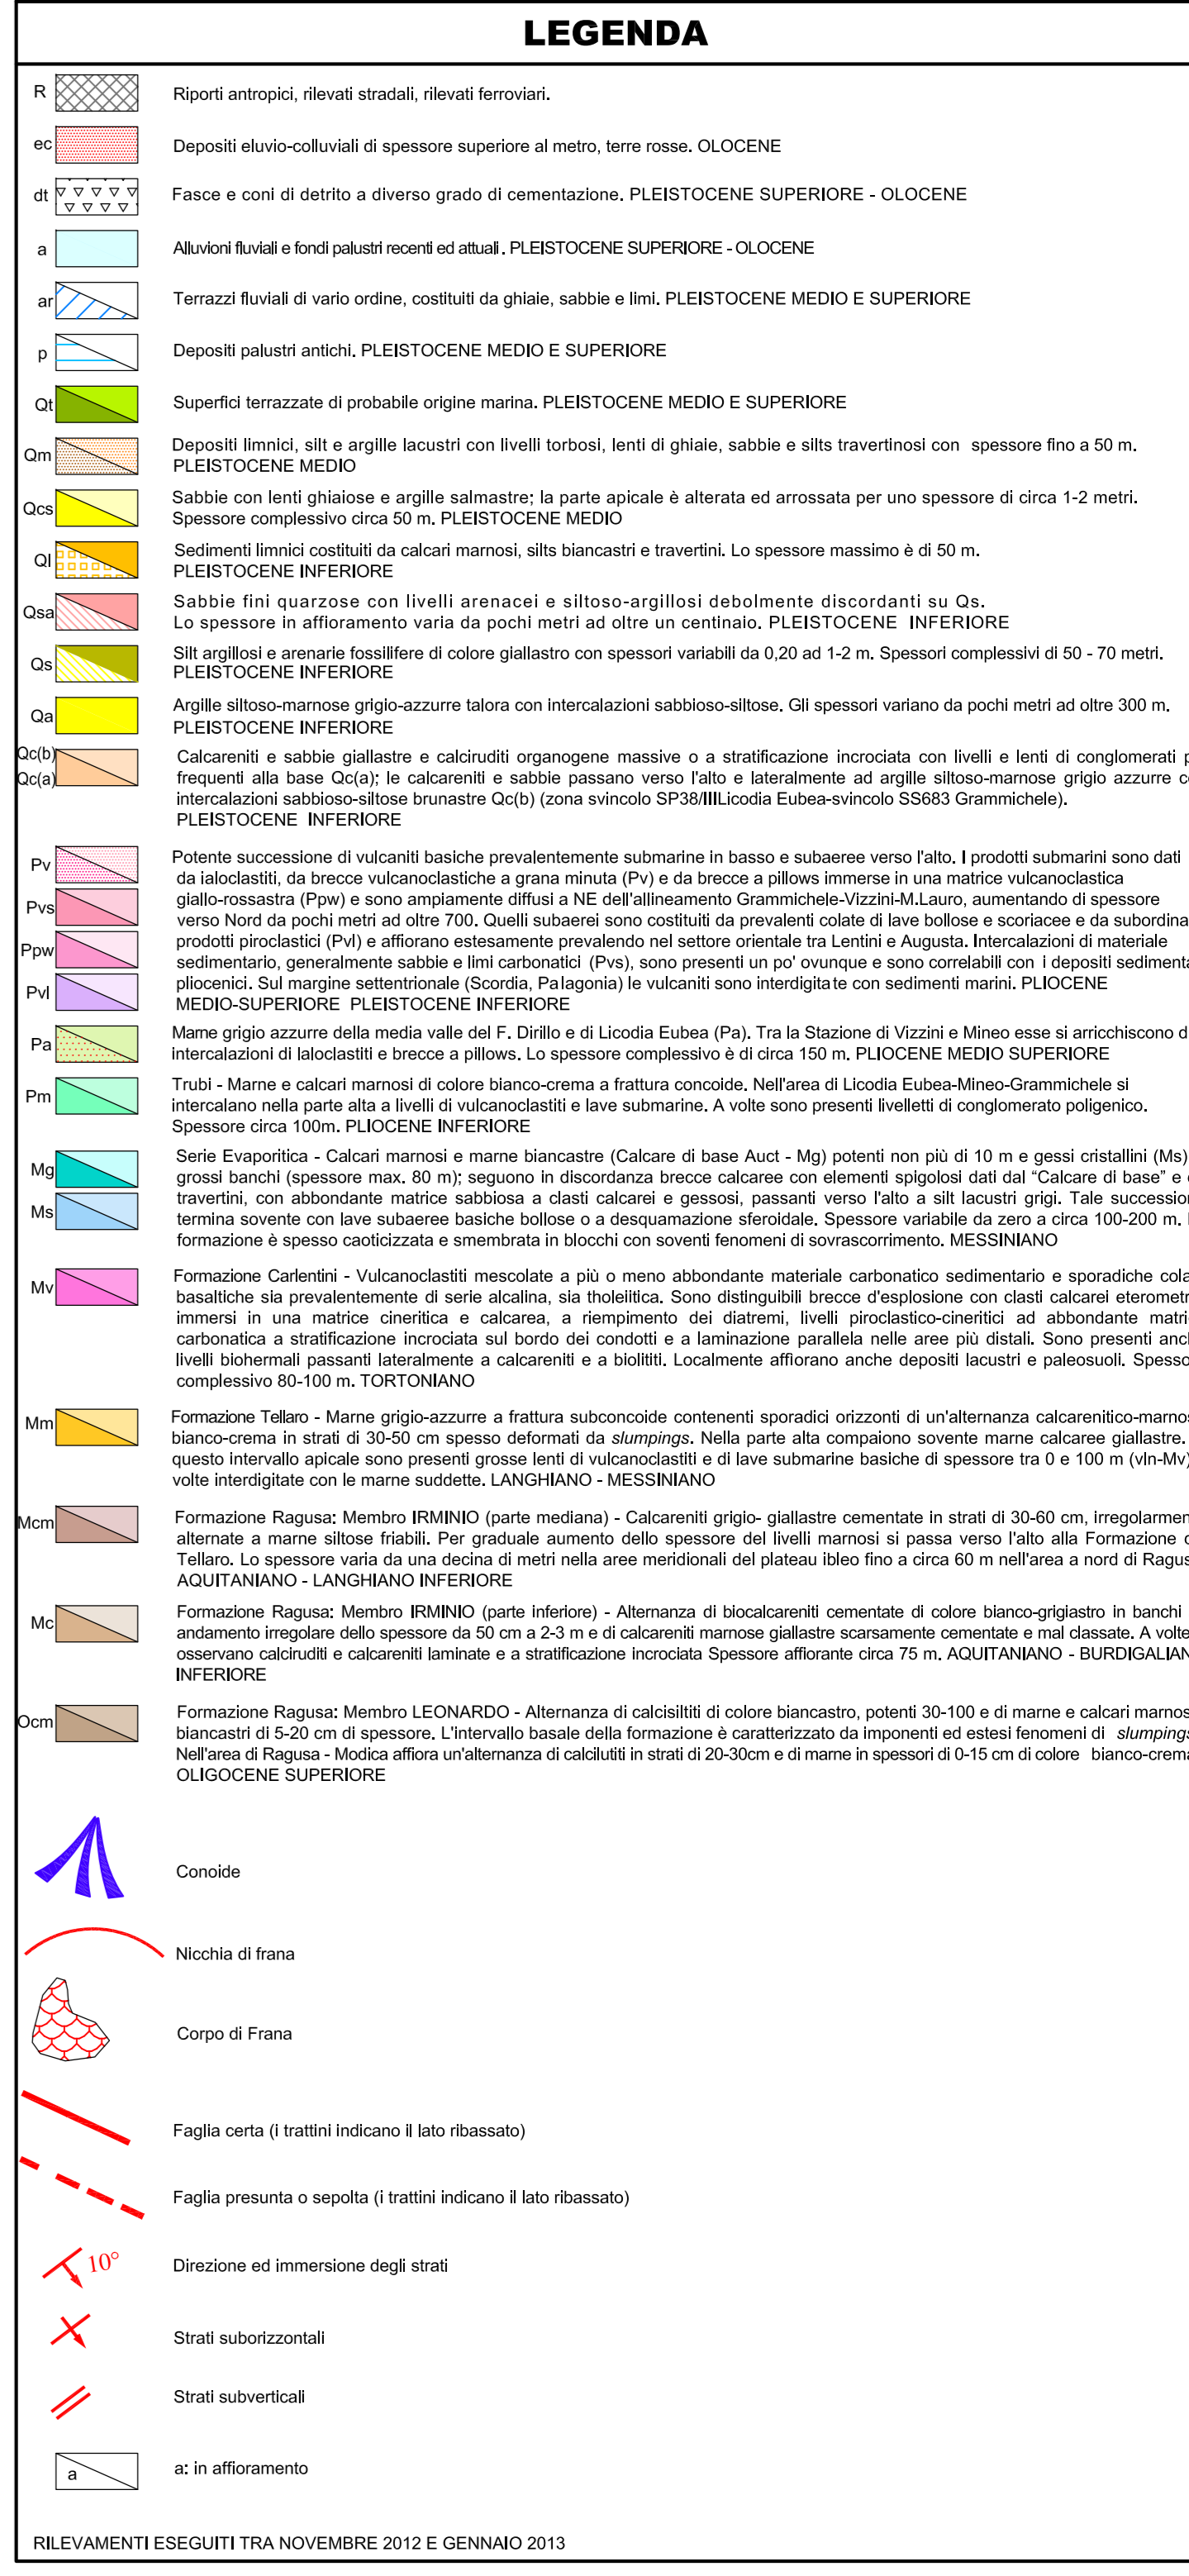 LEGENDA
R Riporti antropici, rilevati stradali, rilevati ferroviari.
ec Depositi eluvio-colluviali di spessore superiore al metro, terre rosse. OLOCENE
dt Fasce e coni di detrito a diverso grado di cementazione. PLEISTOCENE SUPERIORE - OLOCENE
a Alluvioni fluviali e fondi palustri recenti ed attuali. PLEISTOCENE SUPERIORE - OLOCENE
ar Terrazzi fluviali di vario ordine, costituiti da ghiaie, sabbie e limi. PLEISTOCENE MEDIO E SUPERIORE
p Depositi palustri antichi. PLEISTOCENE MEDIO E SUPERIORE
Qt Superfici terrazzate di probabile origine marina. PLEISTOCENE MEDIO E SUPERIORE
Qm Depositi limnici, silt e argille lacustri con livelli torbosi, lenti di ghiaie, sabbie e silts travertinosi con spessore fino a 50 m.
PLEISTOCENE MEDIO
Qcs Sabbie con lenti ghiaiose e argille salmastre; la parte apicale è alterata ed arrossata per uno spessore di circa 1-2 metri.
Spessore complessivo circa 50 m. PLEISTOCENE MEDIO
Ql Sedimenti limnici costituiti da calcari marnosi, silts biancastri e travertini. Lo spessore massimo è di 50 m.
PLEISTOCENE INFERIORE
Qsa Sabbie fini quarzose con livelli arenacei e siltoso-argillosi debolmente discordanti su Qs.
Lo spessore in affioramento varia da pochi metri ad oltre un centinaio. PLEISTOCENE INFERIORE
Qs Silt argillosi e arenarie fossilifere di colore giallastro con spessori variabili da 0,20 ad 1-2 m. Spessori complessivi di 50 - 70 metri.
PLEISTOCENE INFERIORE
Qa Argille siltoso-marnose grigio-azzurre talora con intercalazioni sabbioso-siltose. Gli spessori variano da pochi metri ad oltre 300 m.
PLEISTOCENE INFERIORE
Qc(b) Calcareniti e sabbie giallastre e calciruditi organogene massive o a stratificazione incrociata con livelli e lenti di conglomerati
Qc(a) frequenti alla base Qc(a); le calcareniti e sabbie passano verso l'alto e lateralmente ad argille siltoso-marnose grigio azzurre
intercalazioni sabbioso-siltose brunastre Qc(b) (zona svincolo SP38/IIILicodia Eubea-svincolo SS683 Grammichele).
PLEISTOCENE INFERIORE
Pv Potente successione di vulcaniti basiche prevalentemente submarine in basso e subaeree verso l'alto. I prodotti submarini sono dati
da ialoclastiti, da brecce vulcanoclastiche a grana minuta (Pv) e da brecce a pillows immerse in una matrice vulcanoclastica
Pvs giallo-rossastra (Ppw) e sono ampiamente diffusi a NE dell'allineamento Grammichele-Vizzini-M.Lauro, aumentando di spessore
verso Nord da pochi metri ad oltre 700. Quelli subaerei sono costituiti da prevalenti colate di lave bollose e scoriacee e da subordina
Ppw prodotti piroclastici (Pvl) e affiorano estesamente prevalendo nel settore orientale tra Lentini e Augusta. Intercalazioni di materiale
sedimentario, generalmente sabbie e limi carbonatici (Pvs), sono presenti un po' ovunque e sono correlabili con i depositi sedimenta
Pvl pliocenici. Sul margine settentrionale (Scordia, Palagonia) le vulcaniti sono interdigitate con sedimenti marini. PLIOCENE
MEDIO-SUPERIORE PLEISTOCENE INFERIORE
Pa Marne grigio azzurre della media valle del F. Dirillo e di Licodia Eubea (Pa). Tra la Stazione di Vizzini e Mineo esse si arricchiscono d
intercalazioni di laloclastiti e brecce a pillows. Lo spessore complessivo è di circa 150 m. PLIOCENE MEDIO SUPERIORE
Pm Trubi - Marne e calcari marnosi di colore bianco-crema a frattura concoide. Nell'area di Licodia Eubea-Mineo-Grammichele si
intercalano nella parte alta a livelli di vulcanoclastiti e lave submarine. A volte sono presenti livelletti di conglomerato poligenico.
Spessore circa 100m. PLIOCENE INFERIORE
Mg Serie Evaporitica - Calcari marnosi e marne biancastre (Calcare di base Auct - Mg) potenti non più di 10 m e gessi cristallini (Ms)
grossi banchi (spessore max. 80 m); seguono in discordanza brecce calcaree con elementi spigolosi dati dal “Calcare di base” e
Ms travertini, con abbondante matrice sabbiosa a clasti calcarei e gessosi, passanti verso l'alto a silt lacustri grigi. Tale succession
termina sovente con lave subaeree basiche bollose o a desquamazione sferoidale. Spessore variabile da zero a circa 100-200 m.
formazione è spesso caoticizzata e smembrata in blocchi con soventi fenomeni di sovrascorrimento. MESSINIANO
Mv Formazione Carlentini - Vulcanoclastiti mescolate a più o meno abbondante materiale carbonatico sedimentario e sporadiche cola
basaltiche sia prevalentemente di serie alcalina, sia tholeiitica. Sono distinguibili brecce d'esplosione con clasti calcarei eterometr
immersi in una matrice cineritica e calcarea, a riempimento dei diatremi, livelli piroclastico-cineritici ad abbondante matri
carbonatica a stratificazione incrociata sul bordo dei condotti e a laminazione parallela nelle aree più distali. Sono presenti anc
livelli biohermali passanti lateralmente a calcareniti e a biolititi. Localmente affiorano anche depositi lacustri e paleosuoli. Spesso
complessivo 80-100 m. TORTONIANO
Mm Formazione Tellaro - Marne grigio-azzurre a frattura subconcoide contenenti sporadici orizzonti di un'alternanza calcarenitico-marnos
bianco-crema in strati di 30-50 cm spesso deformati da slumpings. Nella parte alta compaiono sovente marne calcaree giallastre.
questo intervallo apicale sono presenti grosse lenti di vulcanoclastiti e di lave submarine basiche di spessore tra 0 e 100 m (vln-Mv)
volte interdigitate con le marne suddette. LANGHIANO - MESSINIANO
Mcm Formazione Ragusa: Membro IRMINIO (parte mediana) - Calcareniti grigio- giallastre cementate in strati di 30-60 cm, irregolarmen
alternate a marne siltose friabili. Per graduale aumento dello spessore del livelli marnosi si passa verso l'alto alla Formazione
Tellaro. Lo spessore varia da una decina di metri nella aree meridionali del plateau ibleo fino a circa 60 m nell'area a nord di Ragus
AQUITANIANO - LANGHIANO INFERIORE
Mc Formazione Ragusa: Membro IRMINIO (parte inferiore) - Alternanza di biocalcareniti cementate di colore bianco-grigiastro in banchi
andamento irregolare dello spessore da 50 cm a 2-3 m e di calcareniti marnose giallastre scarsamente cementate e mal classate. A volte
osservano calciruditi e calcareniti laminate e a stratificazione incrociata Spessore affiorante circa 75 m. AQUITANIANO - BURDIGALIAN
INFERIORE
Ocm Formazione Ragusa: Membro LEONARDO - Alternanza di calcisiltiti di colore biancastro, potenti 30-100 e di marne e calcari marnos
biancastri di 5-20 cm di spessore. L'intervallo basale della formazione è caratterizzato da imponenti ed estesi fenomeni di slumpings
Nell'area di Ragusa - Modica affiora un'alternanza di calcilutiti in strati di 20-30cm e di marne in spessori di 0-15 cm di colore bianco-crema
OLIGOCENE SUPERIORE
Conoide
Nicchia di frana
Corpo di Frana
Faglia certa (i trattini indicano il lato ribassato)
Faglia presunta o sepolta (i trattini indicano il lato ribassato)
10° Direzione ed immersione degli strati
Strati suborizzontali
Strati subverticali
a a: in affioramento
RILEVAMENTI ESEGUITI TRA NOVEMBRE 2012 E GENNAIO 2013